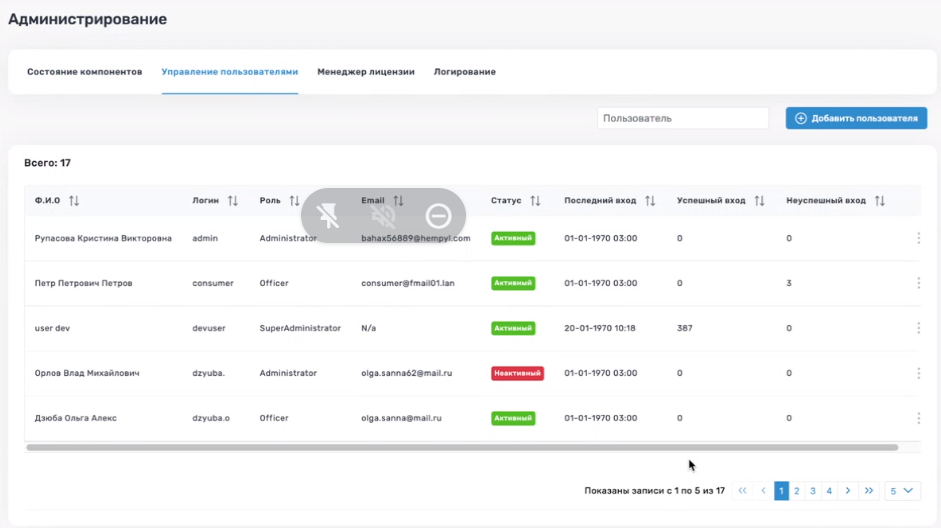 Администрирование
Состояние компонентов Управление пользователями Менеджер лицензии Логирование
Пользователь Добавить пользователя
Всего: 17
Ф.И.О Логин Роль Email Статус Последний вход Успешный вход Неуспешный вход
Рупасова Кристина Викторовна admin Administrator bahax56889@hempyl.com Активный 01-01-1970 03:00 0 0
Петр Петрович Петров consumer Officer consumer@fmail01.lan Активный 01-01-1970 03:00 0 3
user dev devuser SuperAdministrator N/a Активный 20-01-1970 10:18 387 0
Орлов Влад Михайлович dzyuba. Administrator olga.sanna62@mail.ru Неактивный 01-01-1970 03:00 0 0
Дзюба Ольга Алекс dzyuba.o Officer olga.sanna@mail.ru Активный 01-01-1970 03:00 0 0
Показаны записи с 1 по 5 из 17 1 2 3 4 5